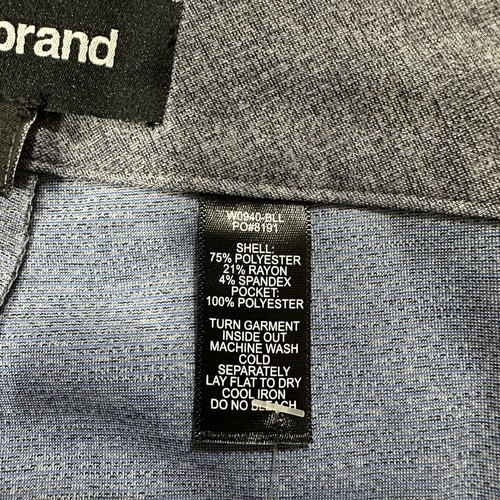 brand
W0940-BLL
PO#8191
SHELL:
75% POLYESTER
21% RAYON
4% SPANDEX
POCKET:
100% POLYESTER
TURN GARMENT
INSIDE OUT
MACHINE WASH
COLD
SEPARATELY
LAY FLAT TO DRY
COOL IRON
DO NO BLEACH